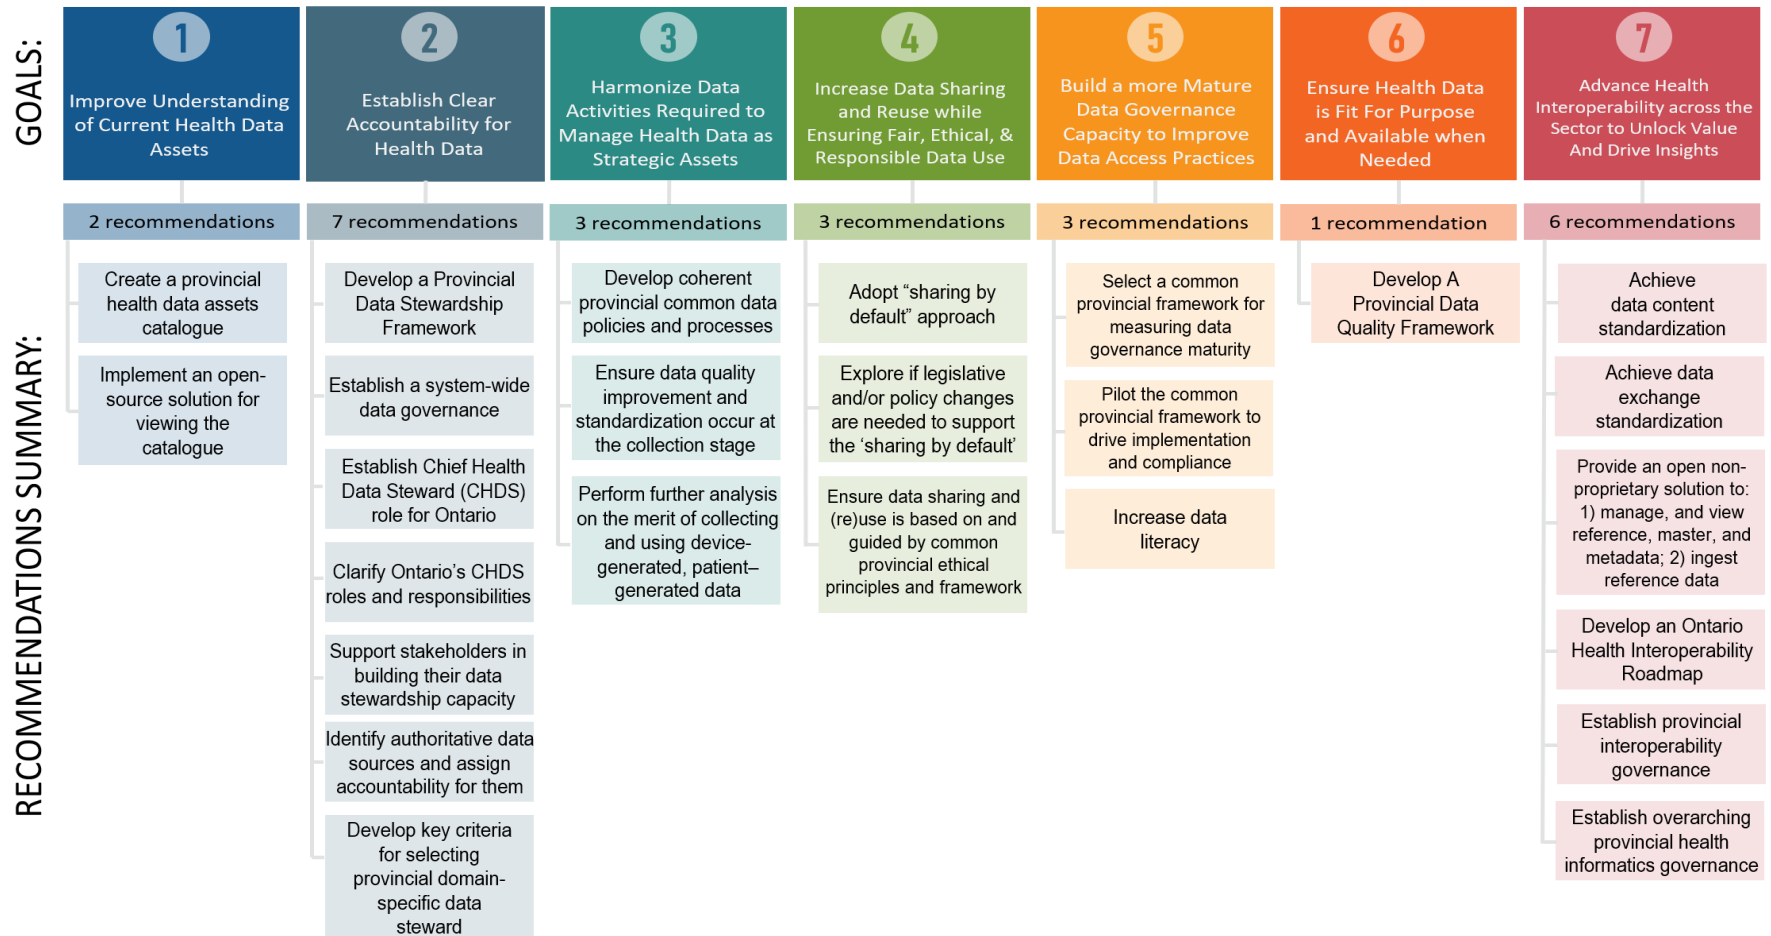 GOALS:
1
Improve Understanding
of Current Health Data
Assets
2
Establish Clear
Accountability for
Health Data
3
Harmonize Data
Activities Required to
Manage Health Data as
Strategic Assets
4
Increase Data Sharing
and Reuse while
Ensuring Fair, Ethical, &
Responsible Data Use
5
Build a more Mature
Data Governance
Capacity to Improve
Data Access Practices
6
Ensure Health Data
is Fit For Purpose
and Available when
Needed
7
Advance Health
Interoperability across the
Sector to Unlock Value
And Drive Insights
RECOMMENDATIONS SUMMARY:
2 recommendations
Create a provincial
health data assets
catalogue
Implement an open-
source solution for
viewing the
catalogue
7 recommendations
Develop a Provincial
Data Stewardship
Framework
Establish a system-wide
data governance
Establish Chief Health
Data Steward (CHDS)
role for Ontario
Clarify Ontario's CHDS
roles and responsibilities
Support stakeholders in
building their data
stewardship capacity
Identify authoritative data
sources and assign
accountability for them
Develop key criteria
for selecting
provincial domain-
specific data
steward
3 recommendations
Develop coherent
provincial common data
policies and processes
Ensure data quality
improvement and
standardization occur at
the collection stage
Perform further analysis
on the merit of collecting
and using device-
generated, patient–
generated data
3 recommendations
Adopt “sharing by
default” approach
Explore if legislative
and/or policy changes
are needed to support
the ‘sharing by default’
Ensure data sharing and
(re)use is based on and
guided by common
provincial ethical
principles and framework
3 recommendations
Select a common
provincial framework for
measuring data
governance maturity
Pilot the common
provincial framework to
drive implementation
and compliance
Increase data
literacy
1 recommendation
Develop A
Provincial Data
Quality Framework
6 recommendations
Achieve
data content
standardization
Achieve data
exchange
standardization
Provide an open non-
proprietary solution to:
1) manage, and view
reference, master, and
metadata; 2) ingest
reference data
Develop an Ontario
Health Interoperability
Roadmap
Establish provincial
interoperability
governance
Establish overarching
provincial health
informatics governance